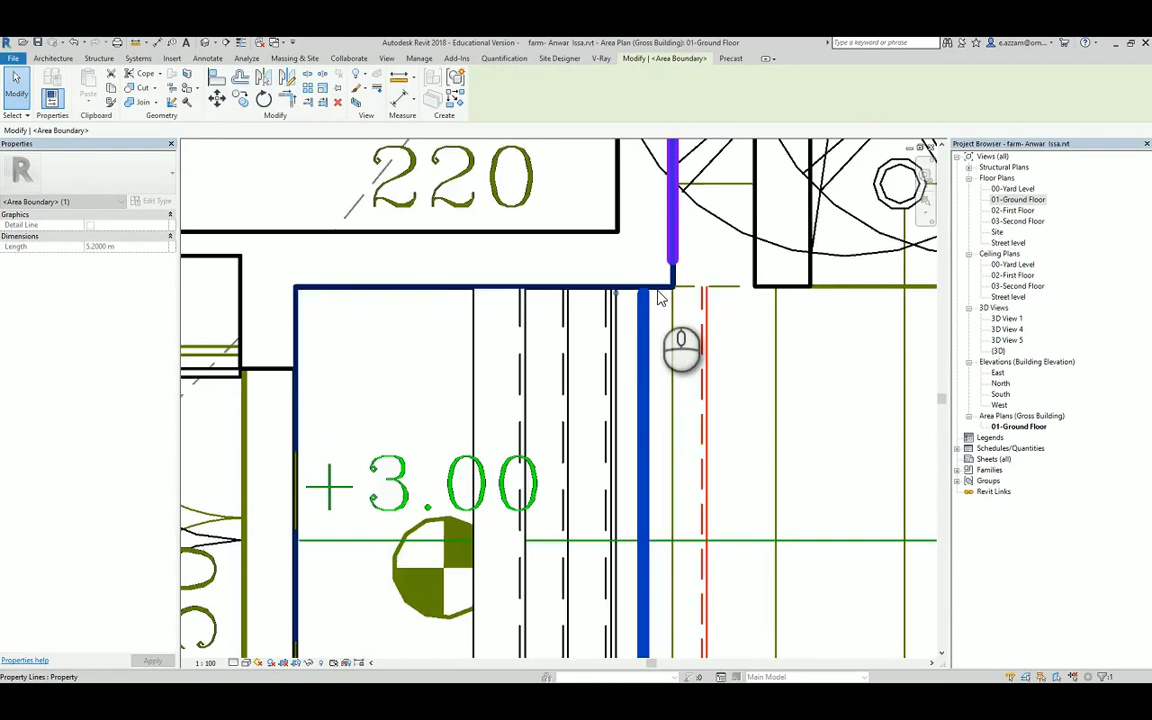 Autodesk Revit 2018 - Educational Version - farm- Anwar Issa.rvt - Area Plan (Gross Building): 01-Ground Floor
Type a keyword or phrase
e.azzam@om...
File Architecture Structure Systems Insert Annotate Analyze Massing & Site Collaborate View Manage Add-Ins Quantification Site Designer V-Ray Modify | <Area Boundary> Precast
Modify Paste Cope Cut Join
Select Properties Clipboard Geometry Modify View Measure Create
Modify | <Area Boundary>
Properties
<Area Boundary> (1) Edit Type
Graphics
Detail Line
Dimensions
Length 5.2000 m
Properties help Apply
220
+3.00
Project Browser - farm- Anwar Issa.rvt
Views (all)
Structural Plans
Floor Plans
00-Yard Level
01-Ground Floor
02-First Floor
03-Second Floor
Site
Street level
Ceiling Plans
00-Yard Level
02-First Floor
03-Second Floor
Street level
3D Views
3D View 1
3D View 4
3D View 5
{3D}
Elevations (Building Elevation)
East
North
South
West
Area Plans (Gross Building)
01-Ground Floor
Legends
Schedules/Quantities
Sheets (all)
Families
Groups
Revit Links
1 : 100
Property Lines : Property
:0
Main Model
:1